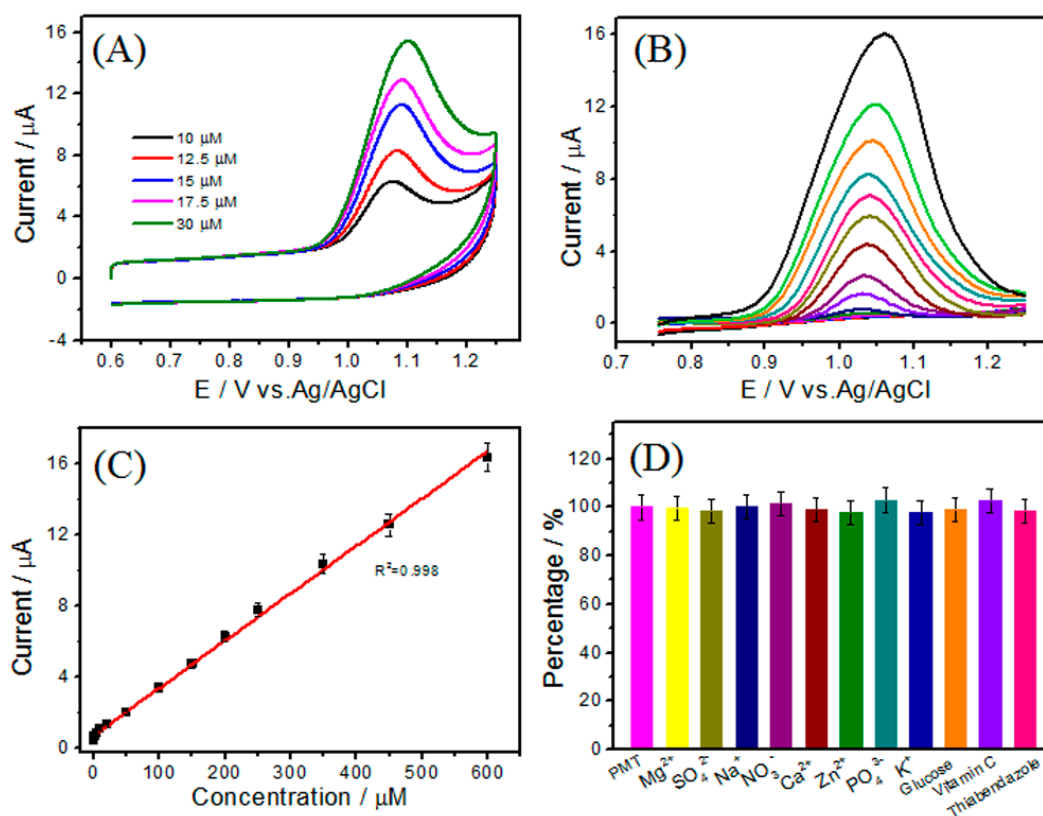 (A)
16
12
8
4
0
-4
Current / μA
10 μM
12.5 μM
15 μM
17.5 μM
30 μM
0.6 0.7 0.8 0.9 1.0 1.1 1.2
E / V vs.Ag/AgCl
(B)
16
12
8
4
0
Current / μA
0.7 0.8 0.9 1.0 1.1 1.2
E / V vs.Ag/AgCl
(C)
16
12
8
4
0
Current / μA
R²=0.998
0 100 200 300 400 500 600
Concentration / μM
(D)
120
100
80
60
40
20
0
Percentage / %
PMT Mg²⁺ SO₄²⁻ Na⁺ NO₃⁻ Ca²⁺ Zn²⁺ PO₄³⁻ K⁺ Glucose Vitamin C Thiabendazole